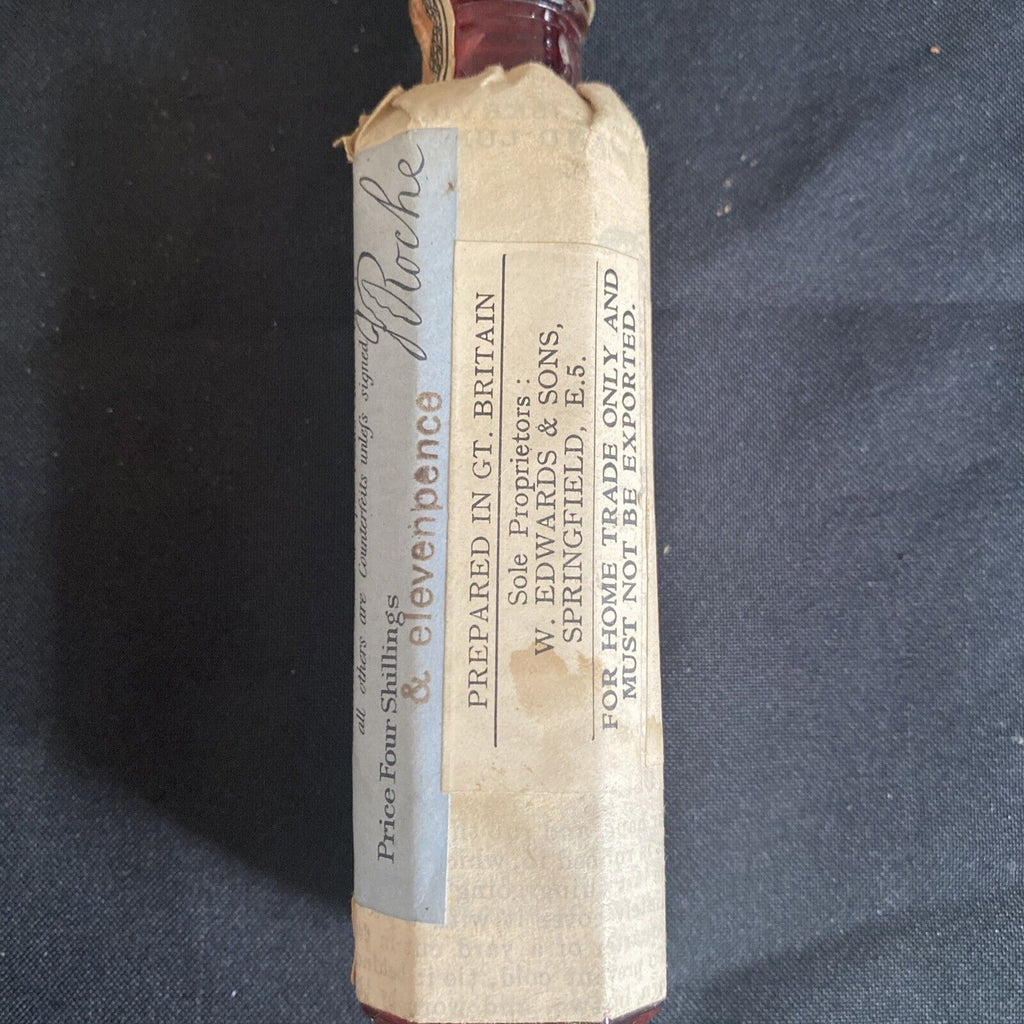 all others are Counterfeits unleſs signed
J Roche
Price Four Shillings
& elevenpence
PREPARED IN GT. BRITAIN
Sole Proprietors:
W. EDWARDS & SONS,
SPRINGFIELD, E.5.
FOR HOME TRADE ONLY AND
MUST NOT BE EXPORTED.